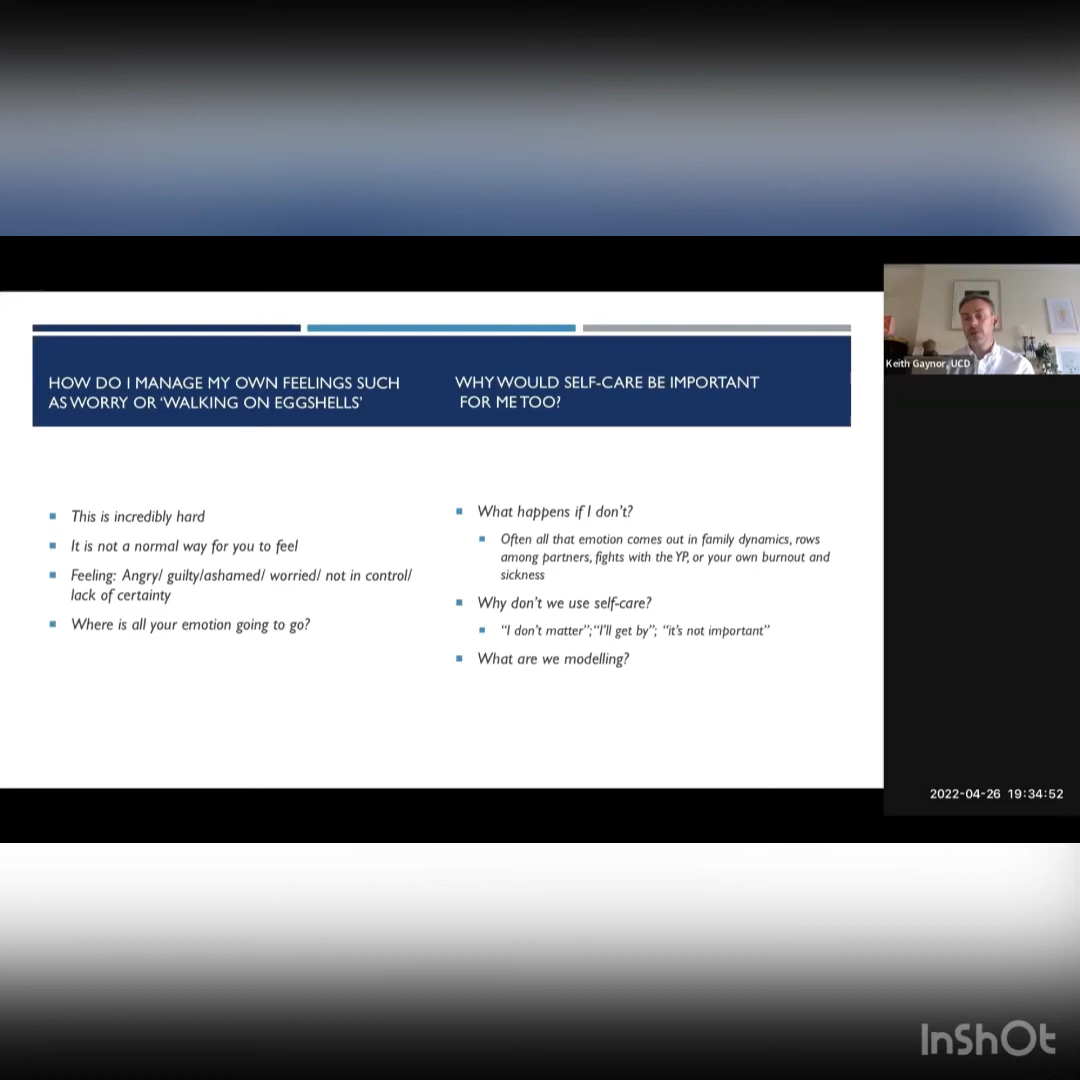 HOW DO I MANAGE MY OWN FEELINGS SUCH
AS WORRY OR ‘WALKING ON EGGSHELLS’
This is incredibly hard
It is not a normal way for you to feel
Feeling: Angry/ guilty/ashamed/ worried/ not in control/
lack of certainty
Where is all your emotion going to go?
WHY WOULD SELF-CARE BE IMPORTANT
FOR ME TOO?
What happens if I don’t?
Often all that emotion comes out in family dynamics, rows
among partners, fights with the YP, or your own burnout and
sickness
Why don’t we use self-care?
“I don’t matter”;“I’ll get by”; “it’s not important”
What are we modelling?
Keith Gaynor, UCD
2022-04-26 19:34:52
InShOt